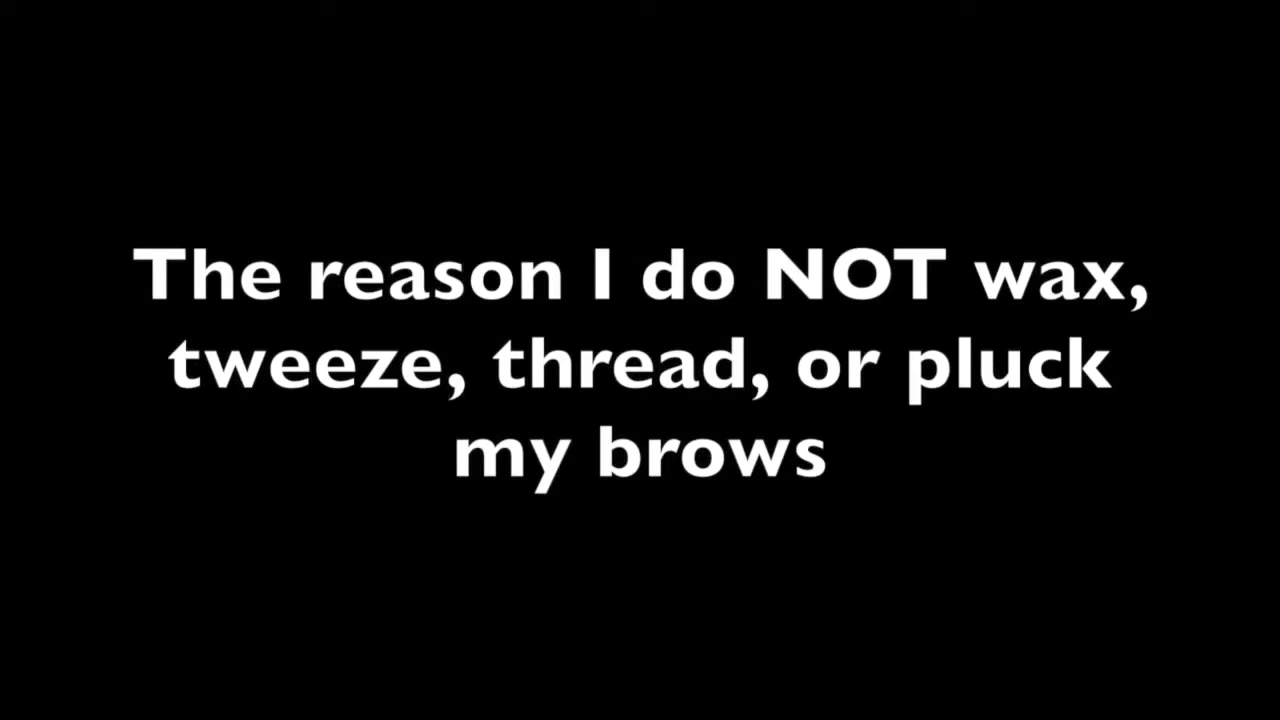 The reason I do NOT wax,
tweeze, thread, or pluck
my brows